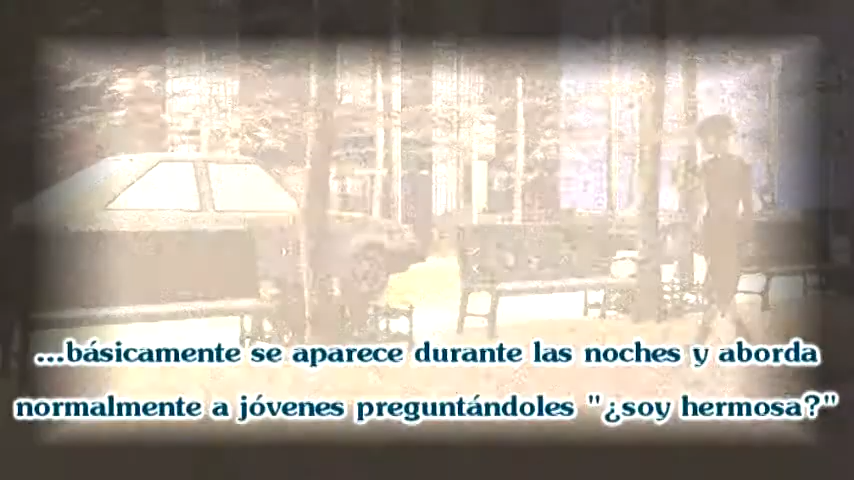 ...básicamente se aparece durante las noches y aborda
normalmente a jóvenes preguntándoles "¿soy hermosa?"